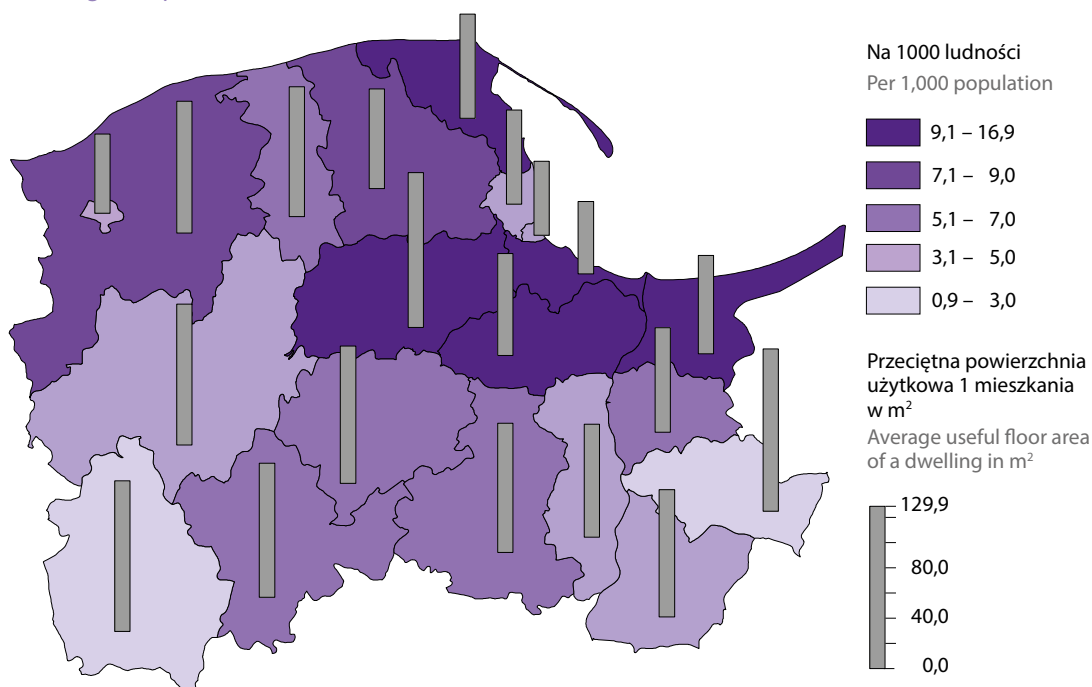 Na 1000 ludności
Per 1,000 population
9,1 – 16,9
7,1 – 9,0
5,1 – 7,0
3,1 – 5,0
0,9 – 3,0
Przeciętna powierzchnia
użytkowa 1 mieszkania
w m²
Average useful floor area
of a dwelling in m²
129,9
80,0
40,0
0,0